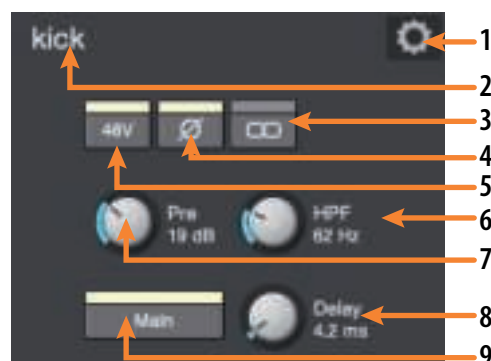 kick
1
2
3
48V Ø
4
5
Pre
19 dB
HPF
62 Hz
6
7
Main
Delay
4.2 ms
8
9